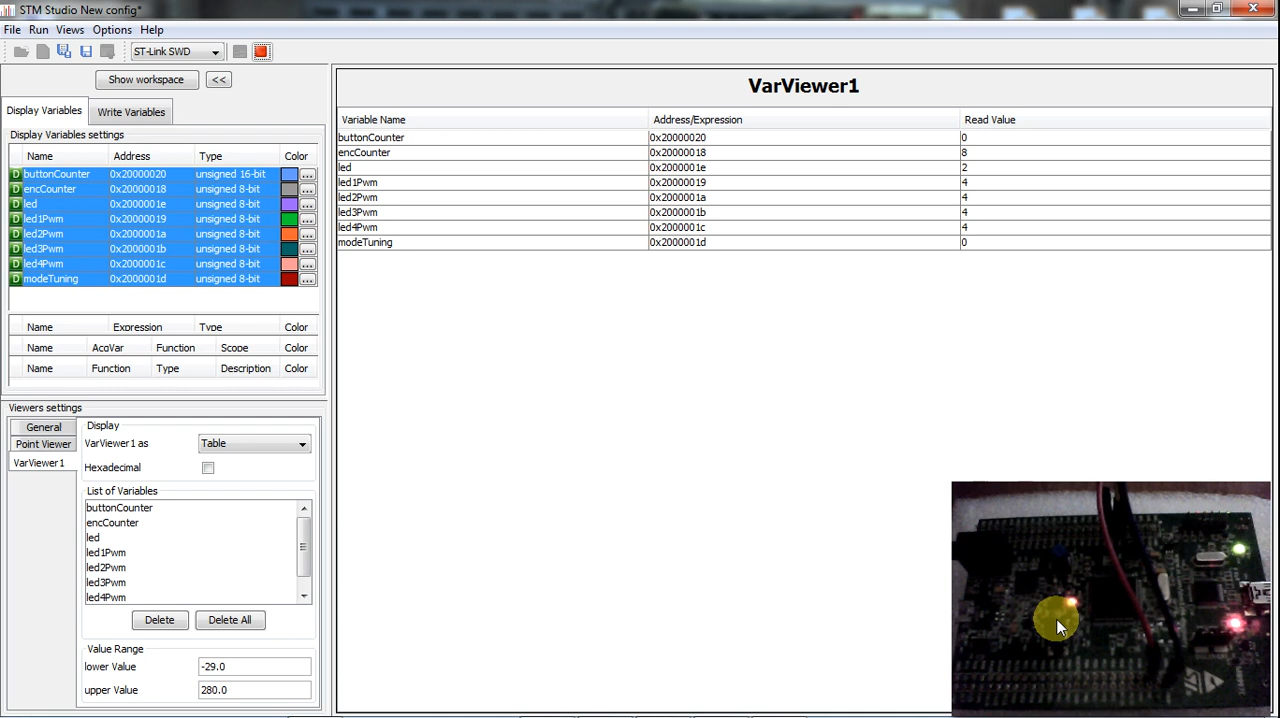 STM Studio New config*
File Run Views Options Help
ST-Link SWD
Show workspace <<
Display Variables Write Variables
Display Variables settings
Name Address Type Color
D buttonCounter 0x20000020 unsigned 16-bit ...
D encCounter 0x20000018 unsigned 8-bit ...
D led 0x2000001e unsigned 8-bit ...
D led1Pwm 0x20000019 unsigned 8-bit ...
D led2Pwm 0x2000001a unsigned 8-bit ...
D led3Pwm 0x2000001b unsigned 8-bit ...
D led4Pwm 0x2000001c unsigned 8-bit ...
D modeTuning 0x2000001d unsigned 8-bit ...
Name Expression Type Color
Name AcqVar Function Scope Color
Name Function Type Description Color
Viewers settings
General
Point Viewer
VarViewer1
Display
VarViewer1 as Table
Hexadecimal
List of Variables
buttonCounter
encCounter
led
led1Pwm
led2Pwm
led3Pwm
led4Pwm
Delete Delete All
Value Range
lower Value -29.0
upper Value 280.0
VarViewer1
Variable Name Address/Expression Read Value
buttonCounter 0x20000020 0
encCounter 0x20000018 8
led 0x2000001e 2
led1Pwm 0x20000019 4
led2Pwm 0x2000001a 4
led3Pwm 0x2000001b 4
led4Pwm 0x2000001c 4
modeTuning 0x2000001d 0